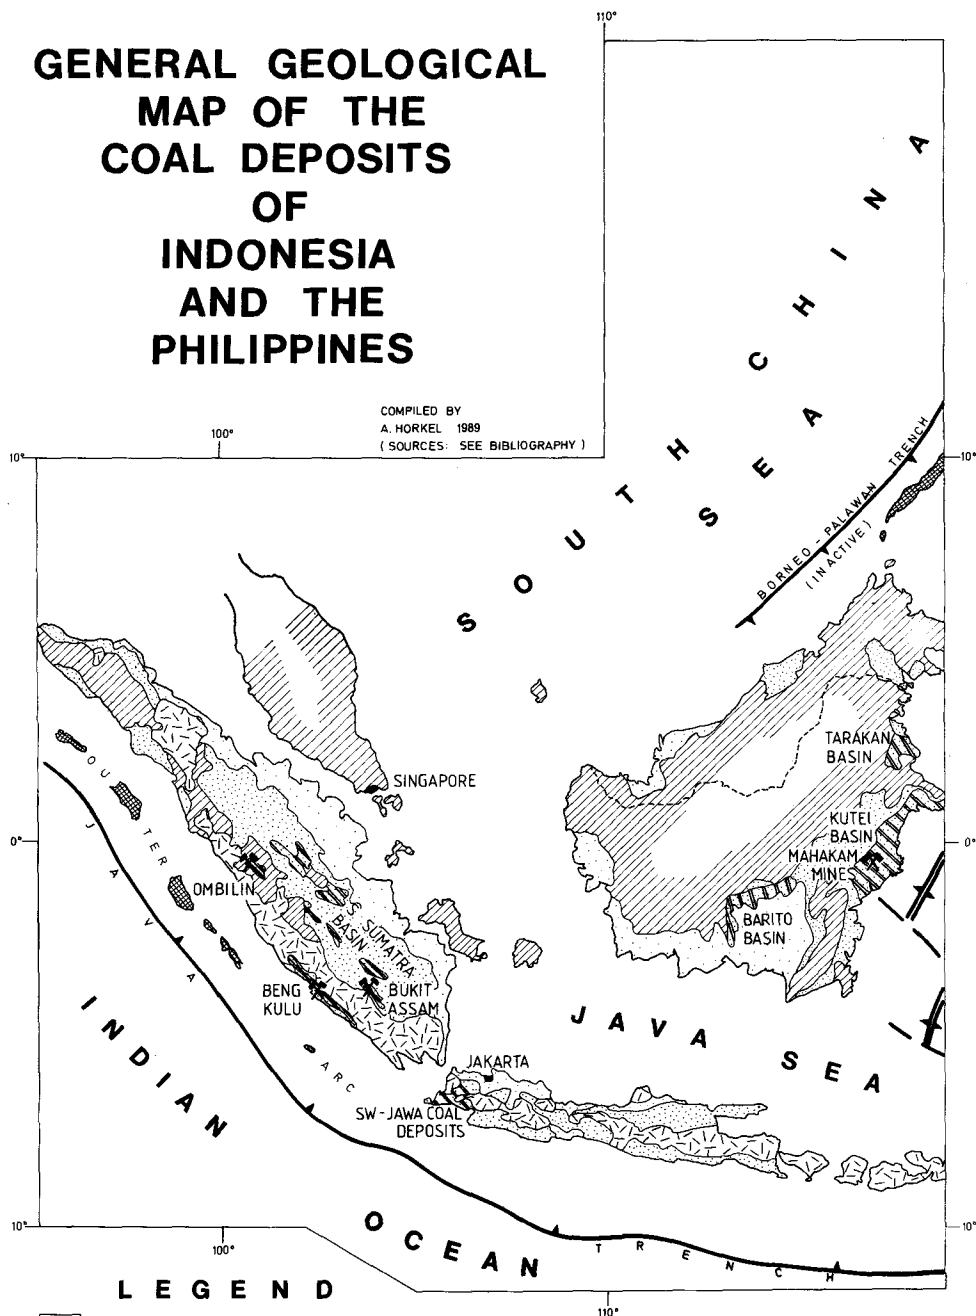 110°
GENERAL GEOLOGICAL
MAP OF THE
COAL DEPOSITS
OF
INDONESIA
AND THE
PHILIPPINES
COMPILED BY
A. HORKEL 1989
( SOURCES: SEE BIBLIOGRAPHY )
100°
10°
10°
SOUTH CHINA
SEA
BORNEO - PALAWAN TRENCH
(INACTIVE)
SINGAPORE
TARAKAN
BASIN
KUTEI
BASIN
MAHAKAM
MINES
0°
0°
OMBILIN
S. SUMATRA
BASIN
BARITO
BASIN
BENG
KULU
BUKIT
ASSAM
OUTER
ARC
JAVA
TRENCH
JAVA SEA
JAKARTA
SW-JAWA COAL
DEPOSITS
INDIAN
OCEAN
10°
10°
100°
110°
LEGEND